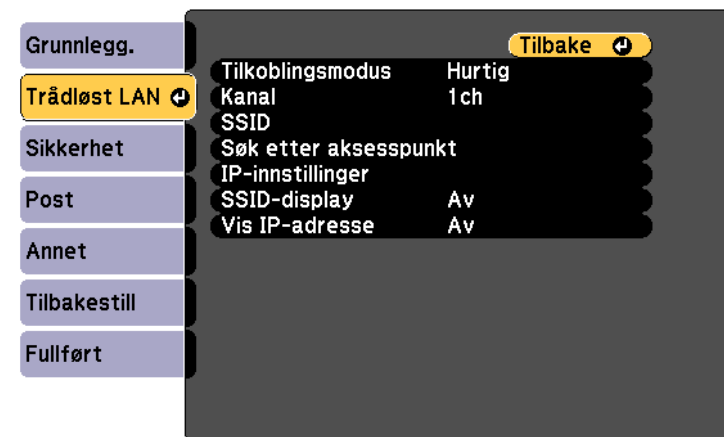 Grunnlegg.
Trådløst LAN
Sikkerhet
Post
Annet
Tilbakestill
Fullført
Tilbake
Tilkoblingsmodus Hurtig
Kanal 1ch
SSID
Søk etter aksesspunkt
IP-innstillinger
SSID-display Av
Vis IP-adresse Av